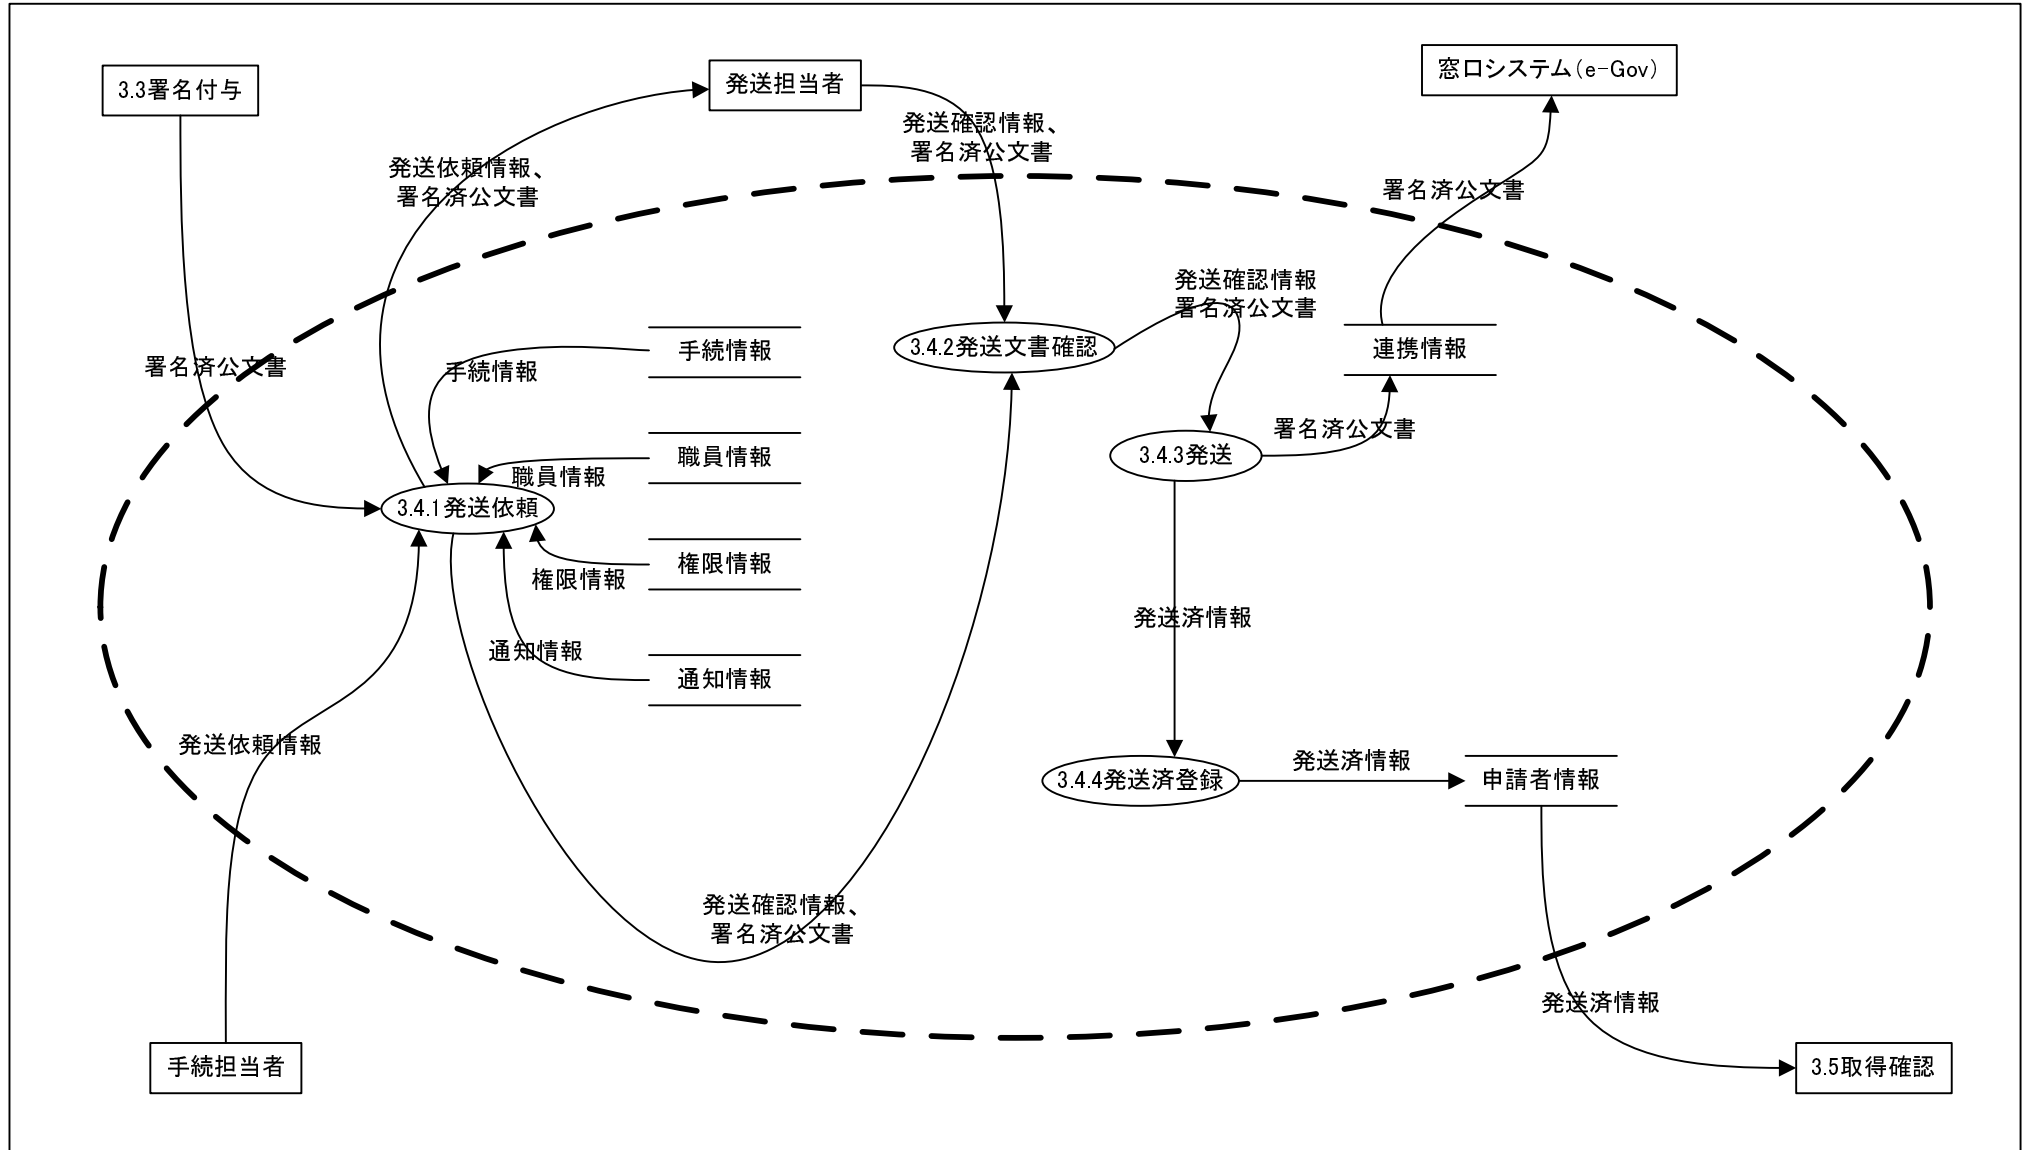 3.3署名付与
発送担当者
窓口システム（e-Gov）
発送確認情報、
署名済公文書
発送依頼情報、
署名済公文書
署名済公文書
発送確認情報
署名済公文書
手続情報
3.4.2発送文書確認
連携情報
署名済公文書
手続情報
職員情報
署名済公文書
3.4.3発送
職員情報
3.4.1発送依頼
権限情報
権限情報
発送済情報
通知情報
通知情報
発送依頼情報
発送済情報
3.4.4発送済登録
申請者情報
発送確認情報、
署名済公文書
発送済情報
手続担当者
3.5取得確認